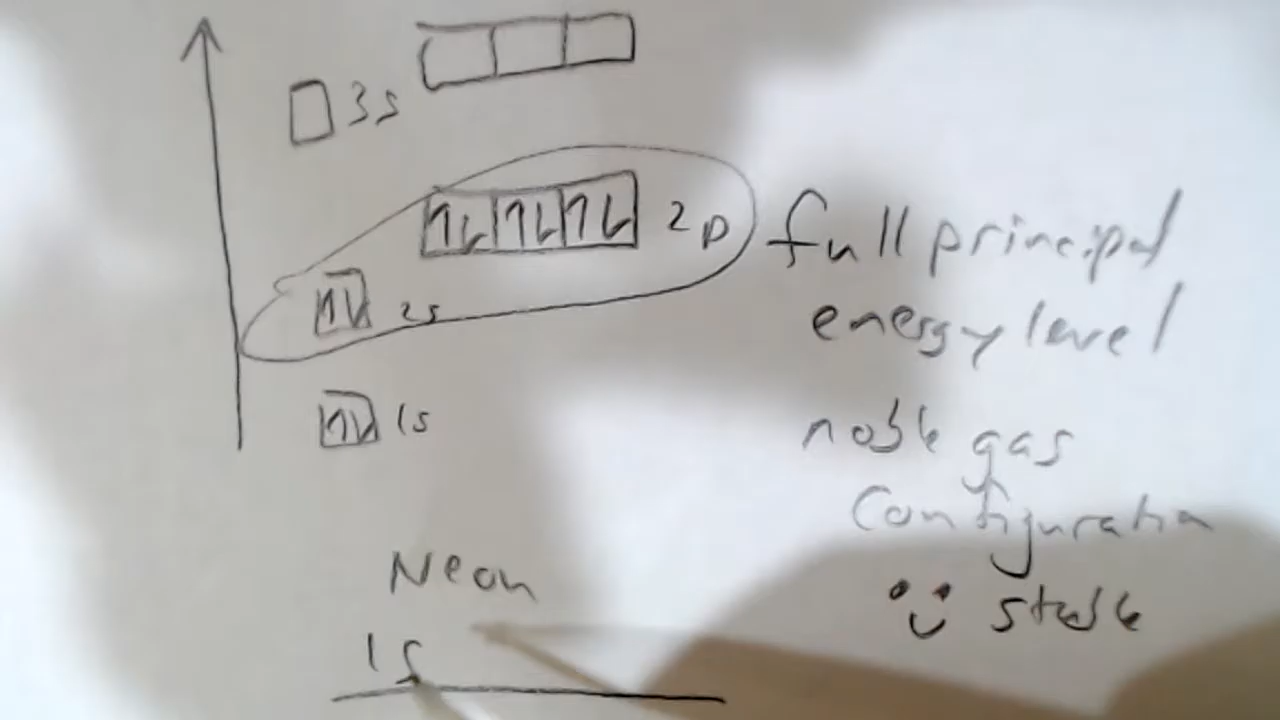 3s
2p
2s
1s
full principal
energy level
noble gas
configuration
stable
Neon
1s